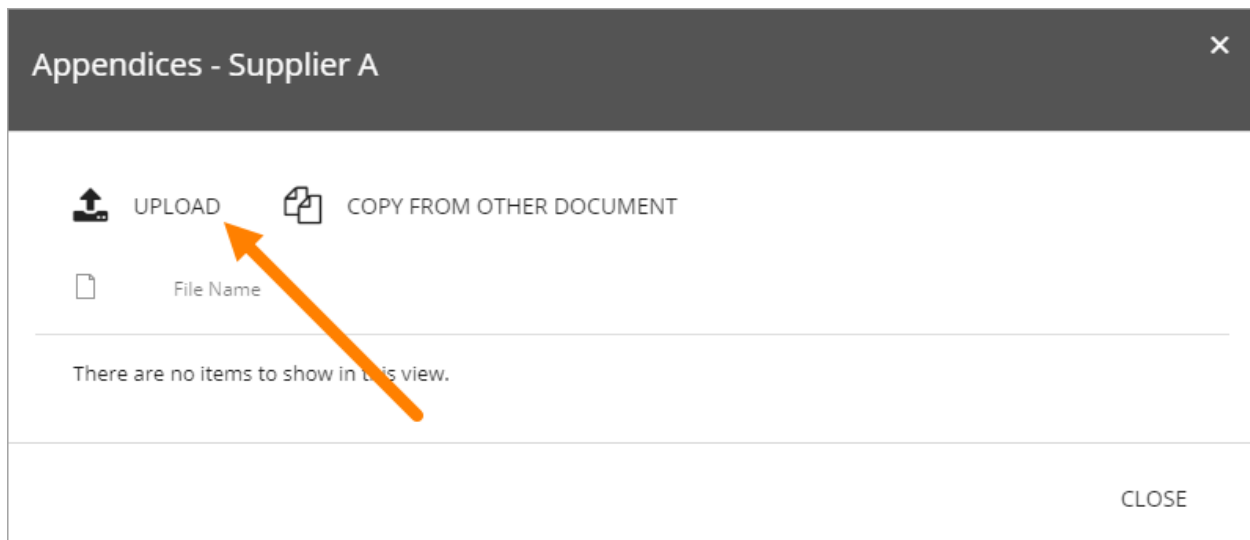 Appendices - Supplier A
UPLOAD COPY FROM OTHER DOCUMENT
File Name
There are no items to show in this view.
CLOSE